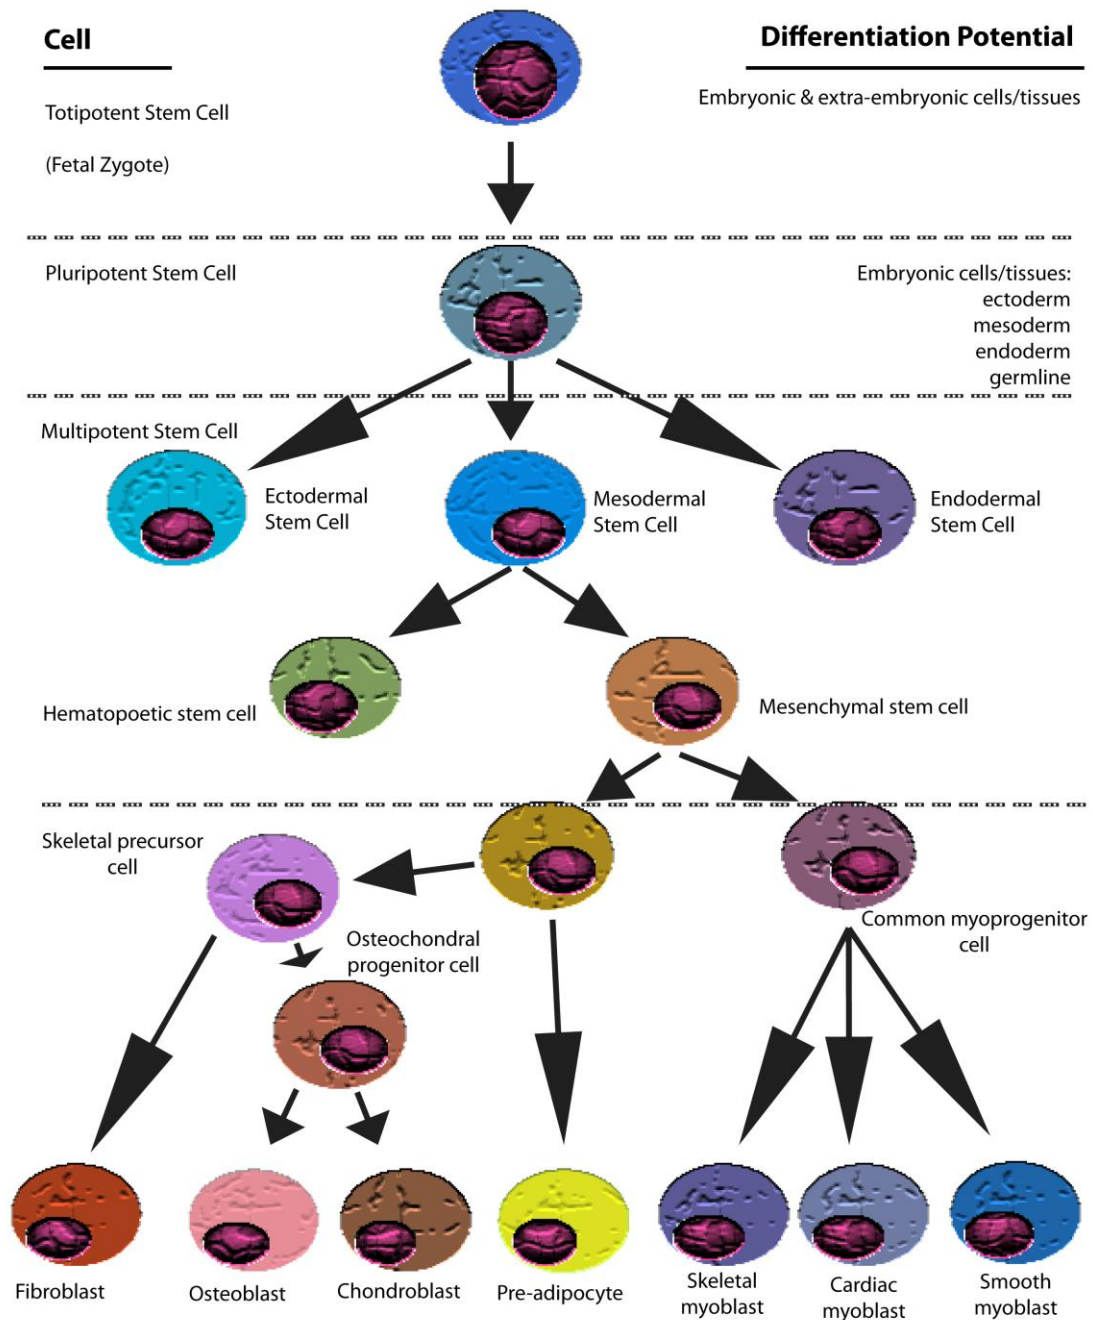 Cell
Differentiation Potential
Totipotent Stem Cell
(Fetal Zygote)
Embryonic & extra-embryonic cells/tissues
Pluripotent Stem Cell
Embryonic cells/tissues:
ectoderm
mesoderm
endoderm
germline
Multipotent Stem Cell
Ectodermal
Stem Cell
Mesodermal
Stem Cell
Endodermal
Stem Cell
Hematopoetic stem cell
Mesenchymal stem cell
Skeletal precursor
cell
Osteochondral
progenitor cell
Common myoprogenitor
cell
Fibroblast
Osteoblast
Chondroblast
Pre-adipocyte
Skeletal
myoblast
Cardiac
myoblast
Smooth
myoblast